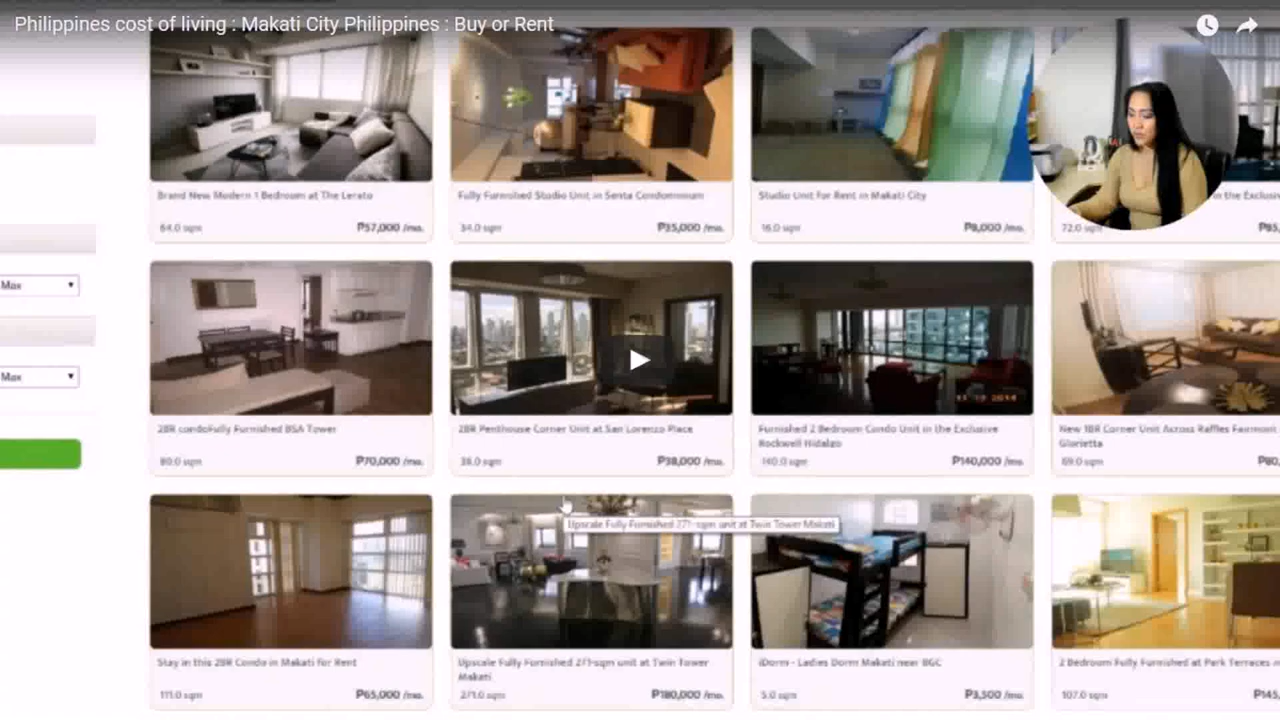 Philippines cost of living : Makati City Philippines : Buy or Rent
Brand New Modern 1 Bedroom at The Lerato
64.0 sqm ₱57,000 /mo.
Fully Furnished Studio Unit in Senta Condominium
34.0 sqm ₱35,000 /mo.
Studio Unit for Rent in Makati City
16.0 sqm ₱8,000 /mo.
in the Exclusiv
72.0 sqm
Max
2BR condoFully Furnished BSA Tower
80.0 sqm ₱70,000 /mo.
2BR Penthouse Corner Unit at San Lorenzo Place
38.0 sqm ₱38,000 /mo.
11 19 2014
Furnished 2 Bedroom Condo Unit in the Exclusive
Rockwell Hidalgo
140.0 sqm ₱140,000 /mo.
New 1BR Corner Unit Across Raffles Fairmont
Glorietta
69.0 sqm ₱80,
Max
Stay in this 2BR Condo in Makati for Rent
111.0 sqm ₱65,000 /mo.
Upscale Fully Furnished 271-sqm unit at Twin Tower Makati
Upscale Fully Furnished 271-sqm unit at Twin Tower
Makati
271.0 sqm ₱180,000 /mo.
iDorm - Ladies Dorm Makati near BGC
5.0 sqm ₱3,500 /mo.
2 Bedroom Fully Furnished at Park Terraces
107.0 sqm ₱145,